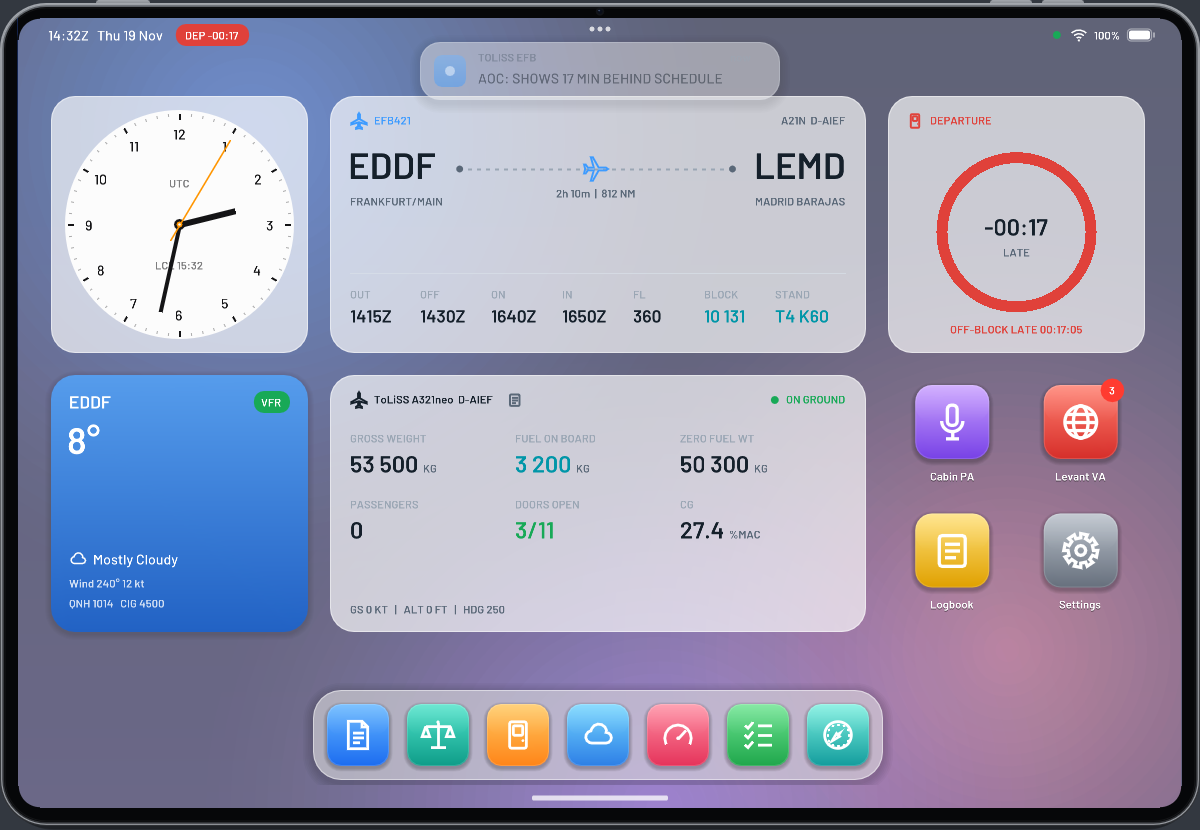 14:32Z Thu 19 Nov DEP -00:17
100%
TOLISS EFB
AOC: SHOWS 17 MIN BEHIND SCHEDULE
12
11
1
10
2
UTC
9
3
LCL 15:32
8
4
7
5
6
EFB421
A21N D-AIEF
EDDF
LEMD
2h 10m | 812 NM
FRANKFURT/MAIN
MADRID BARAJAS
OUT OFF ON IN FL BLOCK STAND
1415Z 1430Z 1640Z 1650Z 360 10 131 T4 K60
DEPARTURE
-00:17
LATE
OFF-BLOCK LATE 00:17:05
EDDF
VFR
8°
Mostly Cloudy
Wind 240° 12 kt
QNH 1014 CIG 4500
ToLiSS A321neo D-AIEF
ON GROUND
GROSS WEIGHT FUEL ON BOARD ZERO FUEL WT
53 500 KG 3 200 KG 50 300 KG
PASSENGERS DOORS OPEN CG
0 3/11 27.4 %MAC
GS 0 KT | ALT 0 FT | HDG 250
3
Cabin PA
Levant VA
Logbook
Settings